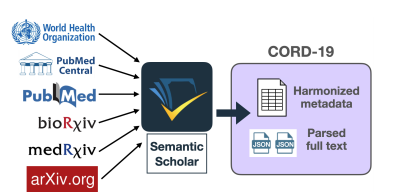 World Health
Organization
PubMed
Central
PubMed
bioRχiv
medRχiv
arXiv.org
Semantic
Scholar
CORD-19
Harmonized
metadata
JSON
JSON
Parsed
full text